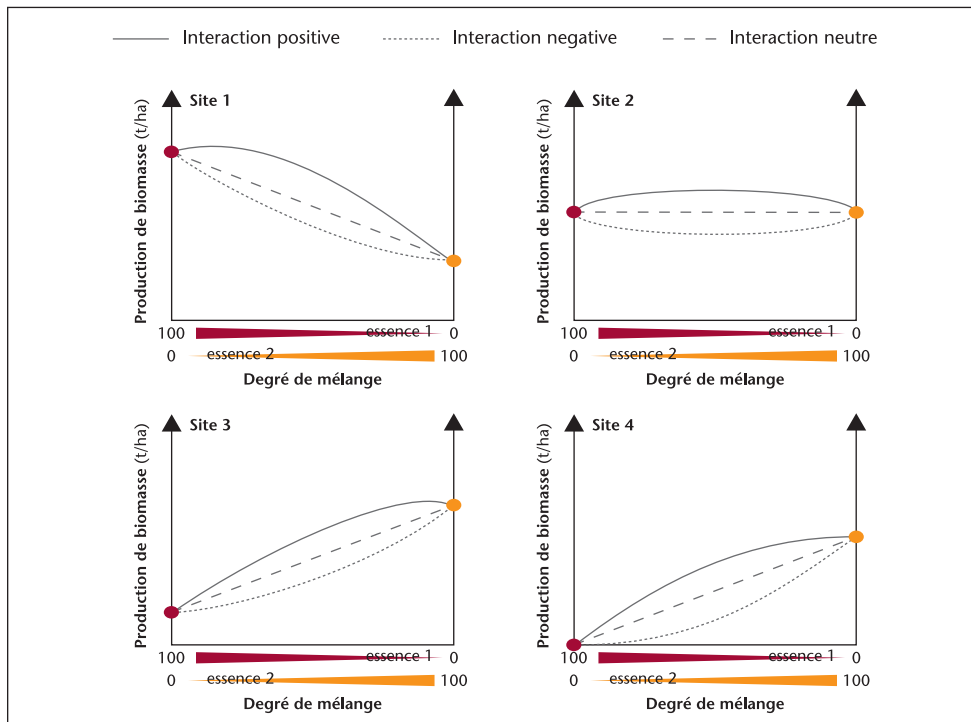 Interaction positive Interaction negative Interaction neutre
Site 1
Production de biomasse (t/ha)
100 essence 1 0
0 essence 2 100
Degré de mélange
Site 2
Production de biomasse (t/ha)
100 essence 1 0
0 essence 2 100
Degré de mélange
Site 3
Production de biomasse (t/ha)
100 essence 1 0
0 essence 2 100
Degré de mélange
Site 4
Production de biomasse (t/ha)
100 essence 1 0
0 essence 2 100
Degré de mélange